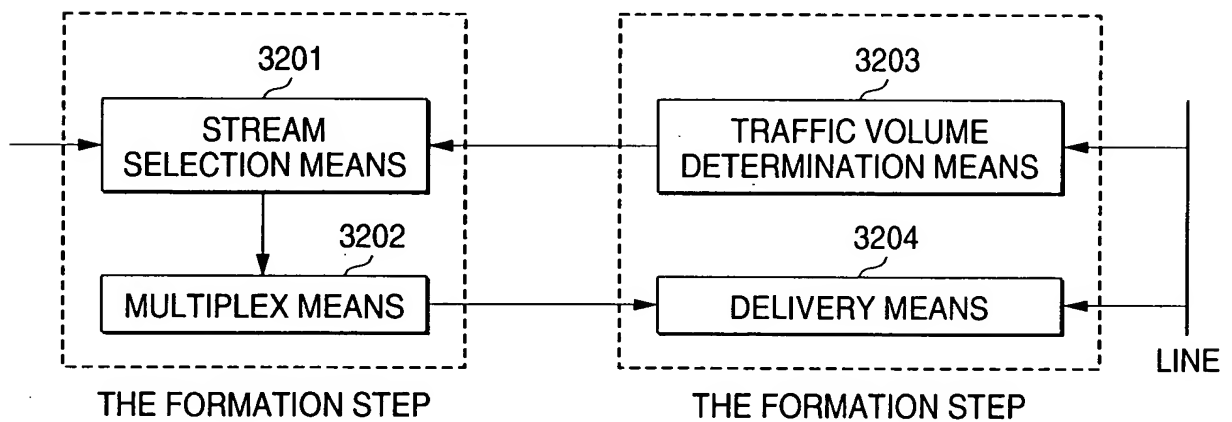 3201
STREAM
SELECTION MEANS
3202
MULTIPLEX MEANS
THE FORMATION STEP
3203
TRAFFIC VOLUME
DETERMINATION MEANS
3204
DELIVERY MEANS
THE FORMATION STEP
LINE